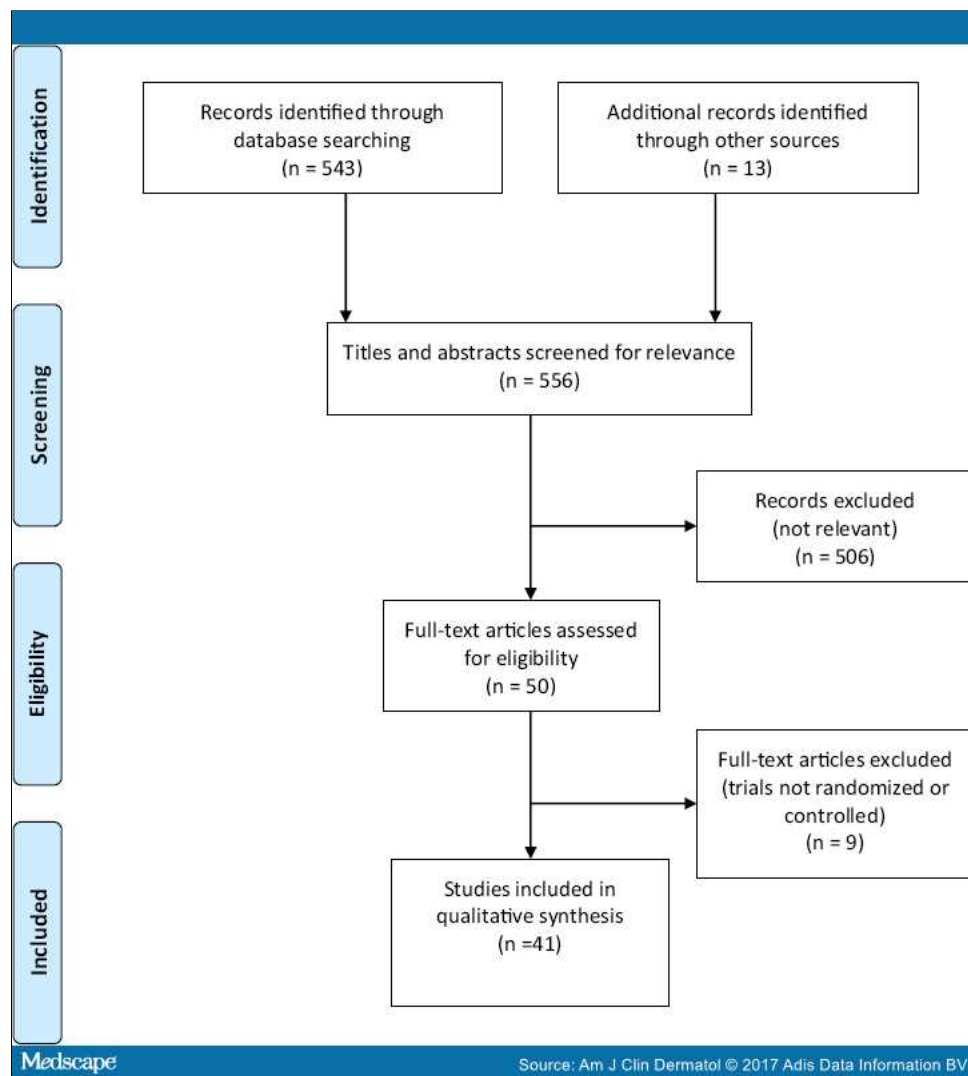 Identification
Records identified through
database searching
(n = 543)
Additional records identified
through other sources
(n = 13)
Screening
Titles and abstracts screened for relevance
(n = 556)
Records excluded
(not relevant)
(n = 506)
Eligibility
Full-text articles assessed
for eligibility
(n = 50)
Full-text articles excluded
(trials not randomized or
controlled)
(n = 9)
Included
Studies included in
qualitative synthesis
(n =41)
Medscape
Source: Am J Clin Dermatol © 2017 Adis Data Information BV